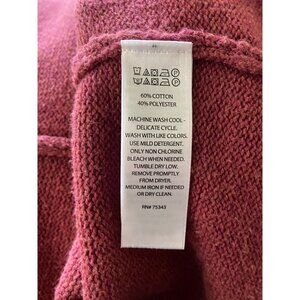 60% COTTON
40% POLYESTER
MACHINE WASH COOL -
DELICATE CYCLE.
WASH WITH LIKE COLORS.
USE MILD DETERGENT.
ONLY NON CHLORINE
BLEACH WHEN NEEDED.
TUMBLE DRY LOW.
REMOVE PROMPTLY
FROM DRYER.
MEDIUM IRON IF NEEDED
OR DRY CLEAN.
RN# 75343